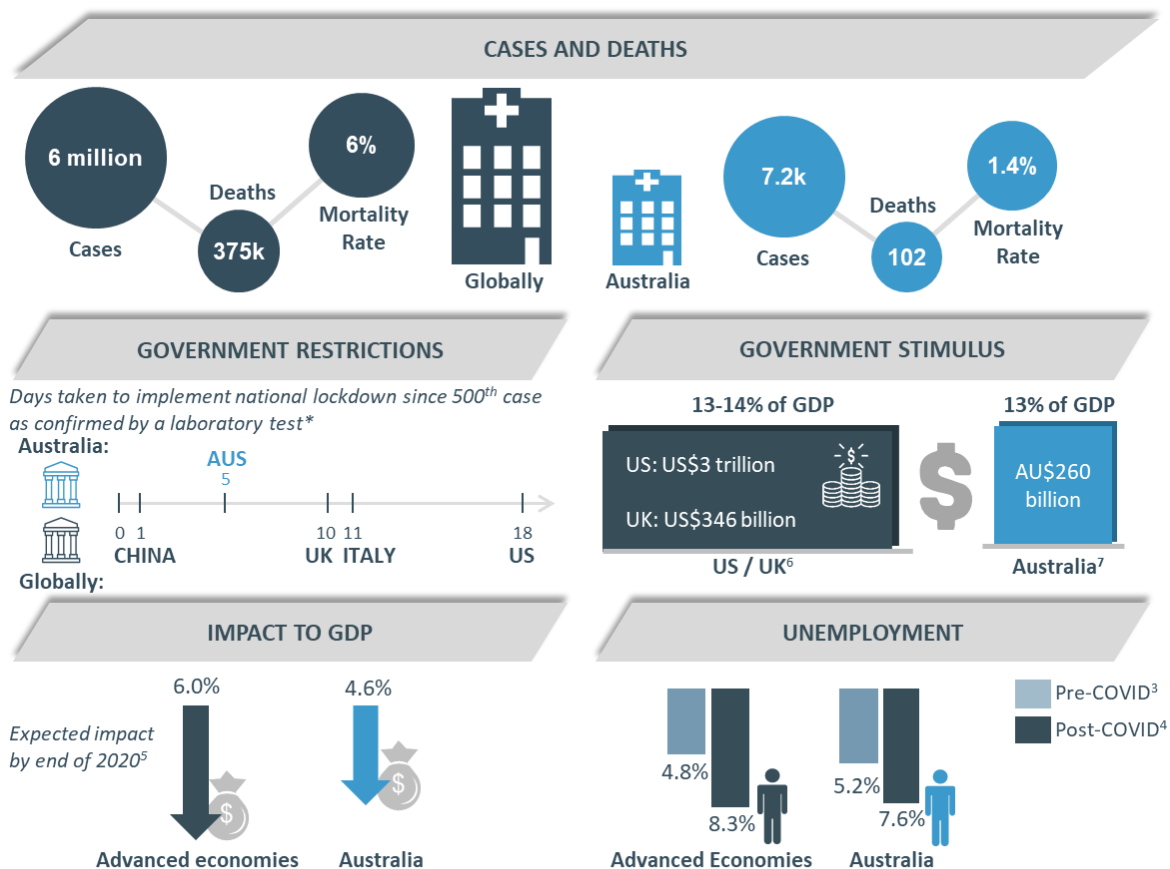 CASES AND DEATHS
6 million
Cases
Deaths
375k
6%
Mortality
Rate
Globally
Australia
7.2k
Cases
Deaths
102
1.4%
Mortality
Rate
GOVERNMENT RESTRICTIONS
Days taken to implement national lockdown since 500th case
as confirmed by a laboratory test*
Australia:
AUS
5
0 1 10 11 18
CHINA UK ITALY US
Globally:
GOVERNMENT STIMULUS
13-14% of GDP
US: US$3 trillion
UK: US$346 billion
$
US / UK6
$
13% of GDP
AU$260
billion
Australia7
IMPACT TO GDP
Expected impact
by end of 20205
6.0%
$
Advanced economies
4.6%
$
Australia
UNEMPLOYMENT
Pre-COVID3
Post-COVID4
4.8%
8.3%
Advanced Economies
5.2%
7.6%
Australia